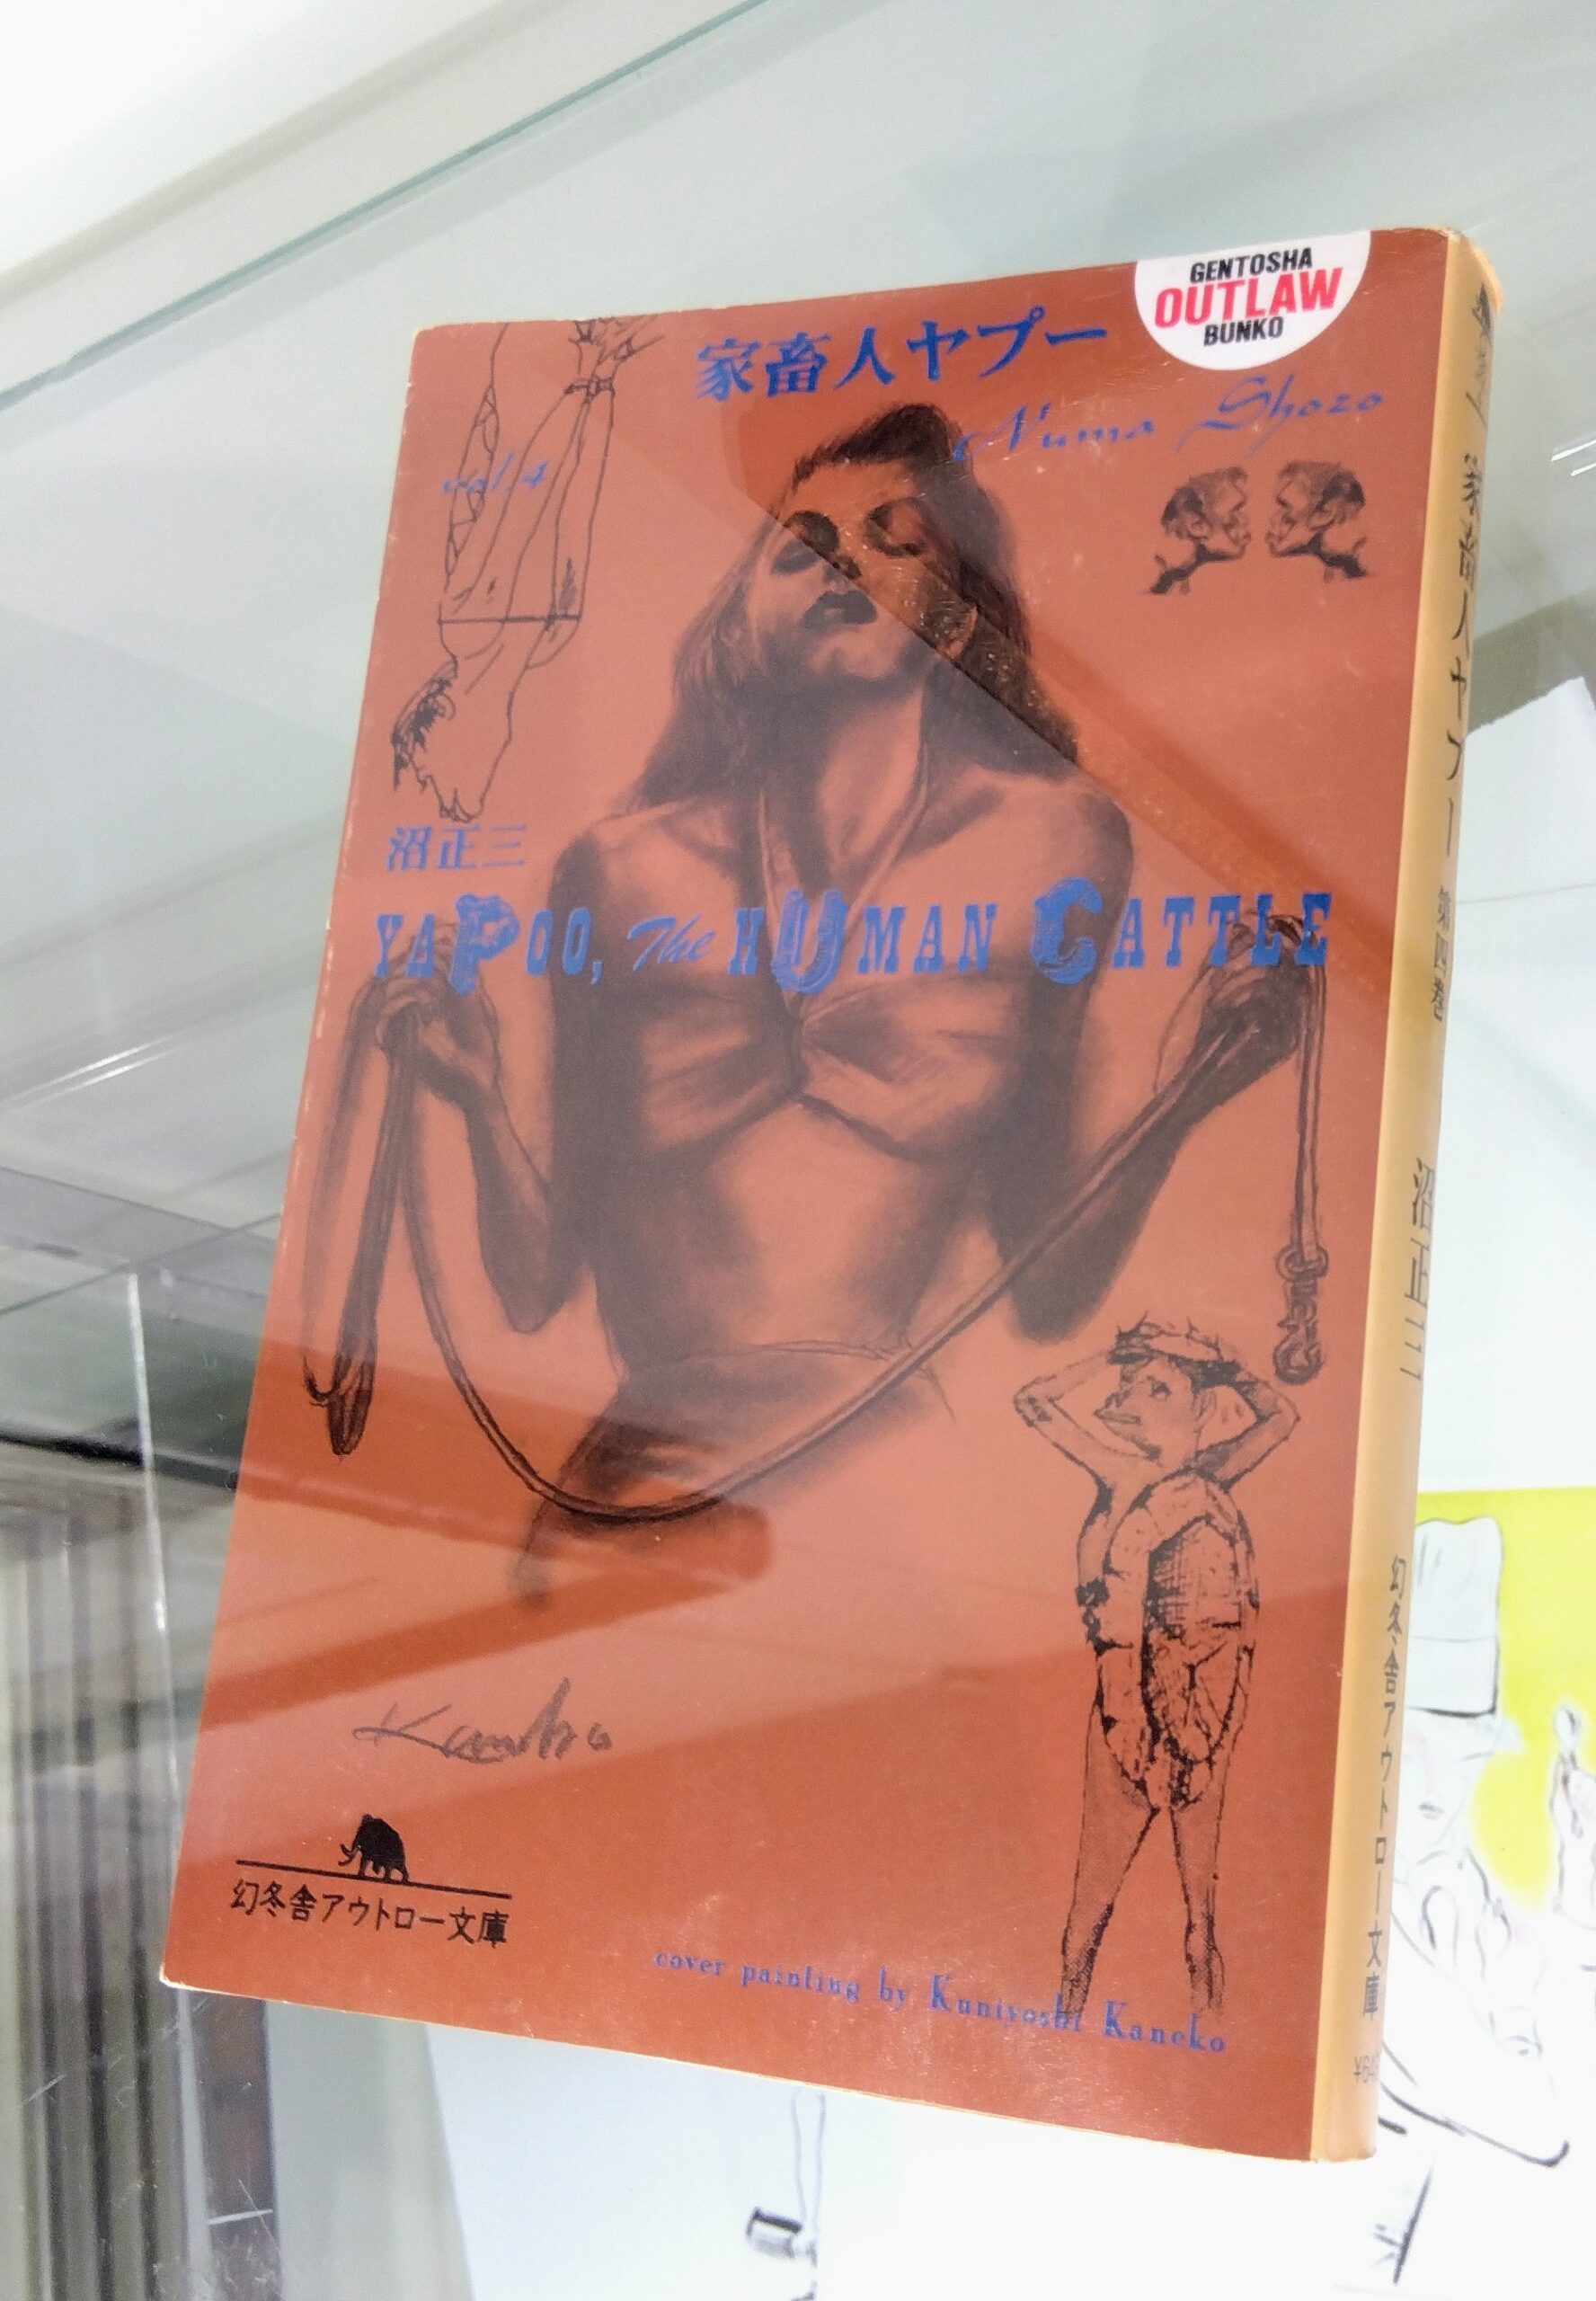 GENTOSHA
OUTLAW
BUNKO
家畜人ヤプー
Numa Shozo
vol 4
沼正三
YAPOO, The HUMAN CATTLE
幻冬舎アウトロー文庫
cover painting by Kuniyoshi Kaneko
家畜人ヤプー 第四巻 沼正三 幻冬舎アウトロー文庫